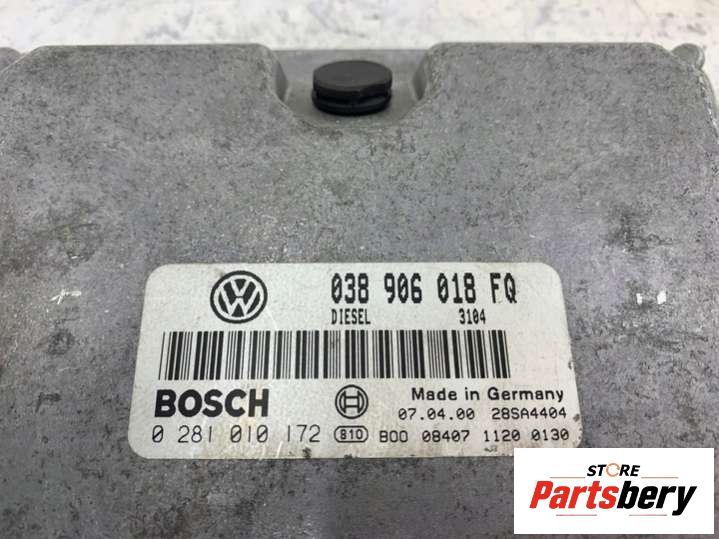 038 906 018 FQ
DIESEL 3104
BOSCH
Made in Germany
07.04.00 28SA4404
0 281 010 172 810 B00 08407 1120 0130
STORE
Partsbery